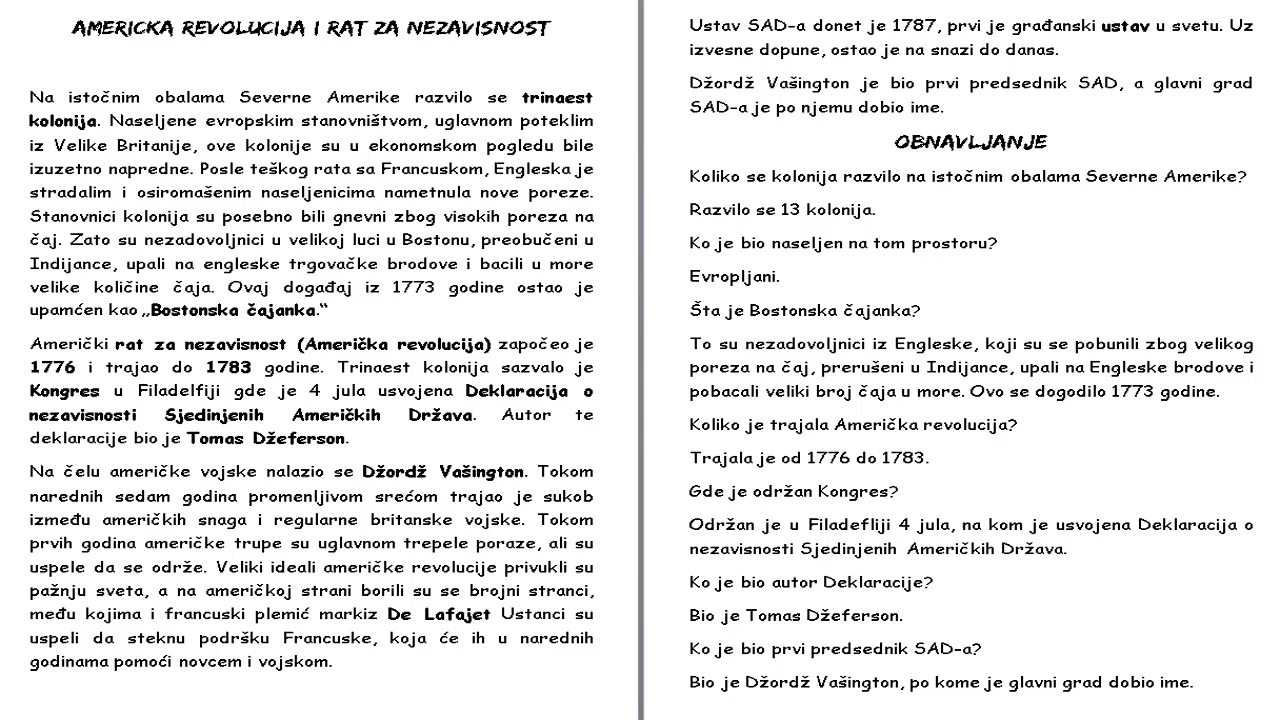 AMERICKA REVOLUCIJA I RAT ZA NEZAVISNOST
Na istočnim obalama Severne Amerike razvilo se trinaest
kolonija. Naseljene evropskim stanovništvom, uglavnom poteklim
iz Velike Britanije, ove kolonije su u ekonomskom pogledu bile
izuzetno napredne. Posle teškog rata sa Francuskom, Engleska je
stradalim i osiromašenim naseljenicima nametnula nove poreze.
Stanovnici kolonija su posebno bili gnevni zbog visokih poreza na
čaj. Zato su nezadovoljnici u velikoj luci u Bostonu, preobučeni u
Indijance, upali na engleske trgovačke brodove i bacili u more
velike količine čaja. Ovaj događaj iz 1773 godine ostao je
upamćen kao „Bostonska čajanka.“
Američki rat za nezavisnost (Američka revolucija) započeo je
1776 i trajao do 1783 godine. Trinaest kolonija sazvalo je
Kongres u Filadelfiji gde je 4 jula usvojena Deklaracija o
nezavisnosti Sjedinjenih Američkih Država. Autor te
deklaracije bio je Tomas Džeferson.
Na čelu američke vojske nalazio se Džordž Vašington. Tokom
narednih sedam godina promenljivom srećom trajao je sukob
između američkih snaga i regularne britanske vojske. Tokom
prvih godina američke trupe su uglavnom trepele poraze, ali su
uspele da se održe. Veliki ideali američke revolucije privukli su
pažnju sveta, a na američkoj strani borili su se brojni stranci,
među kojima i francuski plemić markiz De Lafajet Ustanci su
uspeli da steknu podršku Francuske, koja će ih u narednih
godinama pomoći novcem i vojskom.
Ustav SAD-a donet je 1787, prvi je građanski ustav u svetu. Uz
izvesne dopune, ostao je na snazi do danas.
Džordž Vašington je bio prvi predsednik SAD, a glavni grad
SAD-a je po njemu dobio ime.
OBNAVLJANJE
Koliko se kolonija razvilo na istočnim obalama Severne Amerike?
Razvilo se 13 kolonija.
Ko je bio naseljen na tom prostoru?
Evropljani.
Šta je Bostonska čajanka?
To su nezadovoljnici iz Engleske, koji su se pobunili zbog velikog
poreza na čaj, prerušeni u Indijance, upali na Engleske brodove i
pobacali veliki broj čaja u more. Ovo se dogodilo 1773 godine.
Koliko je trajala Američka revolucija?
Trajala je od 1776 do 1783.
Gde je održan Kongres?
Održan je u Filadefliji 4 jula, na kom je usvojena Deklaracija o
nezavisnosti Sjedinjenih Američkih Država.
Ko je bio autor Deklaracije?
Bio je Tomas Džeferson.
Ko je bio prvi predsednik SAD-a?
Bio je Džordž Vašington, po kome je glavni grad dobio ime.